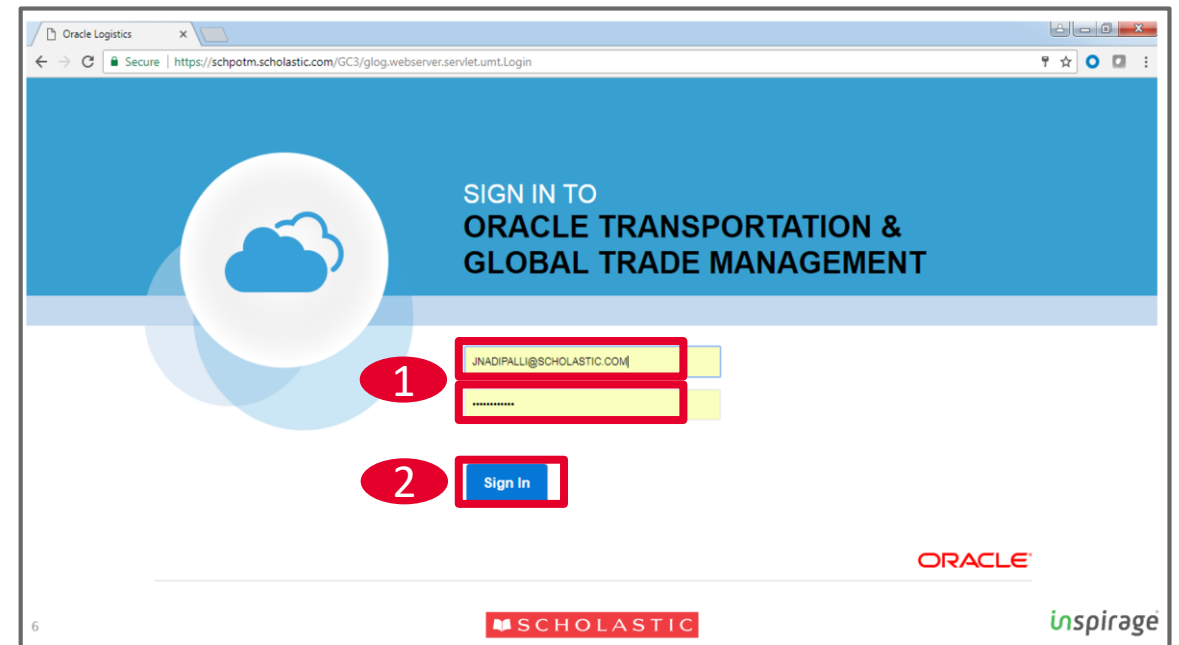 Oracle Logistics
Secure | https://schpotm.scholastic.com/GC3/glog.webserver.servlet.umt.Login
SIGN IN TO
ORACLE TRANSPORTATION &
GLOBAL TRADE MANAGEMENT
1
JNADIPALLI@SCHOLASTIC.COM
••••••••••••
2
Sign In
ORACLE
6
SCHOLASTIC
inspirage